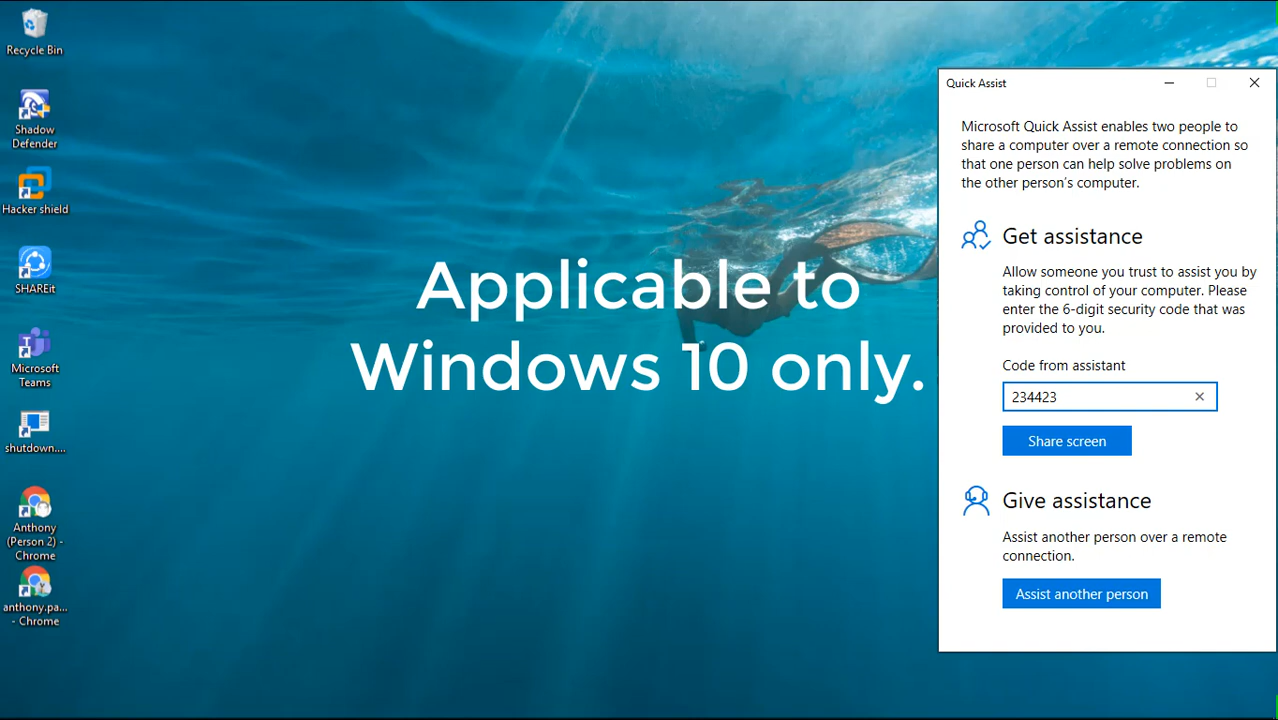 Recycle Bin
Shadow
Defender
Hacker shield
SHAREit
Microsoft
Teams
shutdown....
Anthony
(Person 2) -
Chrome
anthony.pa...
- Chrome
Applicable to
Windows 10 only.
Quick Assist
Microsoft Quick Assist enables two people to
share a computer over a remote connection so
that one person can help solve problems on
the other person's computer.
Get assistance
Allow someone you trust to assist you by
taking control of your computer. Please
enter the 6-digit security code that was
provided to you.
Code from assistant
234423
Share screen
Give assistance
Assist another person over a remote
connection.
Assist another person